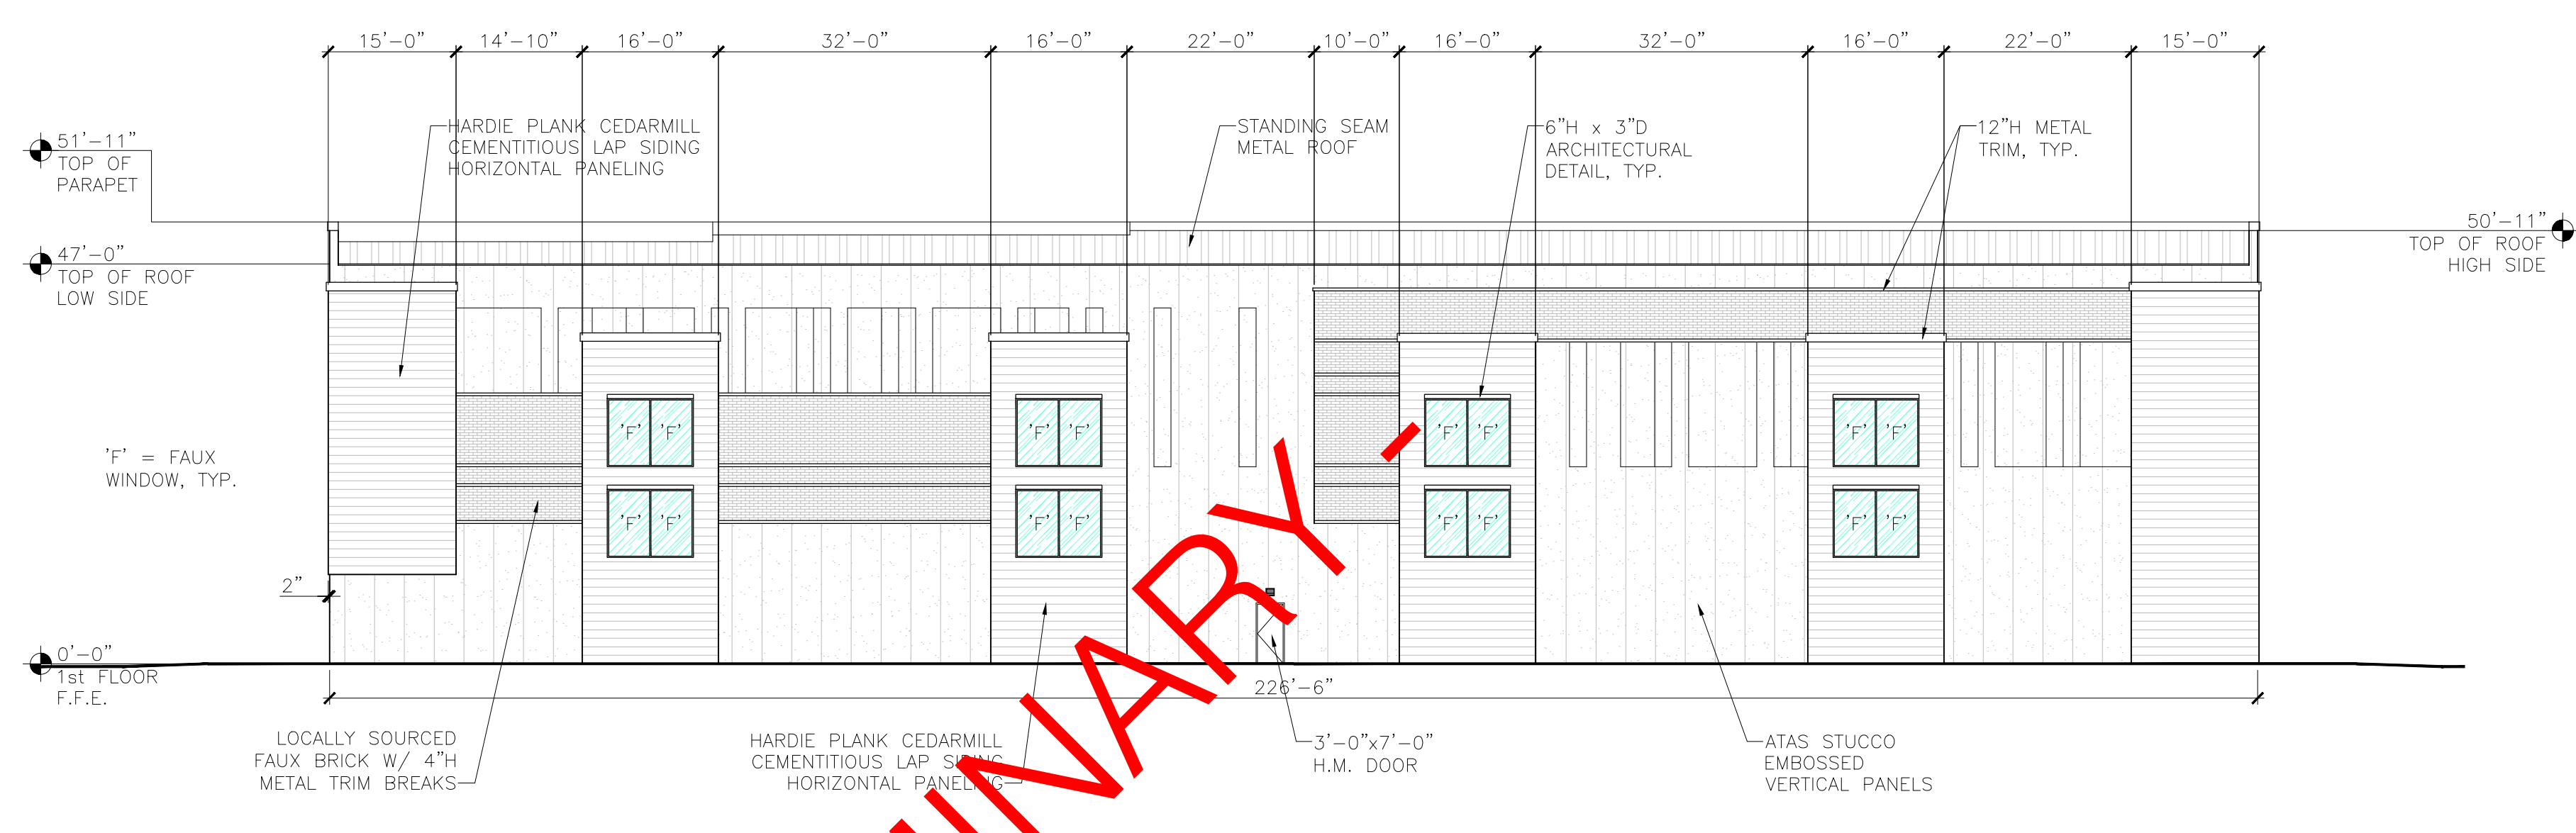 15'-0" 14'-10" 16'-0" 32'-0" 16'-0" 22'-0" 10'-0" 16'-0" 32'-0" 16'-0" 22'-0" 15'-0"
51'-11"
TOP OF
PARAPET
HARDIE PLANK CEDARMILL
CEMENTITIOUS LAP SIDING
HORIZONTAL PANELING
STANDING SEAM
METAL ROOF
6"H x 3"D
ARCHITECTURAL
DETAIL, TYP.
12"H METAL
TRIM, TYP.
50'-11"
TOP OF ROOF
HIGH SIDE
47'-0"
TOP OF ROOF
LOW SIDE
'F' = FAUX
WINDOW, TYP.
'F' 'F' 'F' 'F' 'F' 'F' 'F' 'F'
'F' 'F' 'F' 'F' 'F' 'F' 'F' 'F'
2"
0'-0"
1st FLOOR
F.F.E.
226'-6"
LOCALLY SOURCED
FAUX BRICK W/ 4"H
METAL TRIM BREAKS
HARDIE PLANK CEDARMILL
CEMENTITIOUS LAP SIDING
HORIZONTAL PANELING
3'-0"x7'-0"
H.M. DOOR
ATAS STUCCO
EMBOSSED
VERTICAL PANELS
INARY -